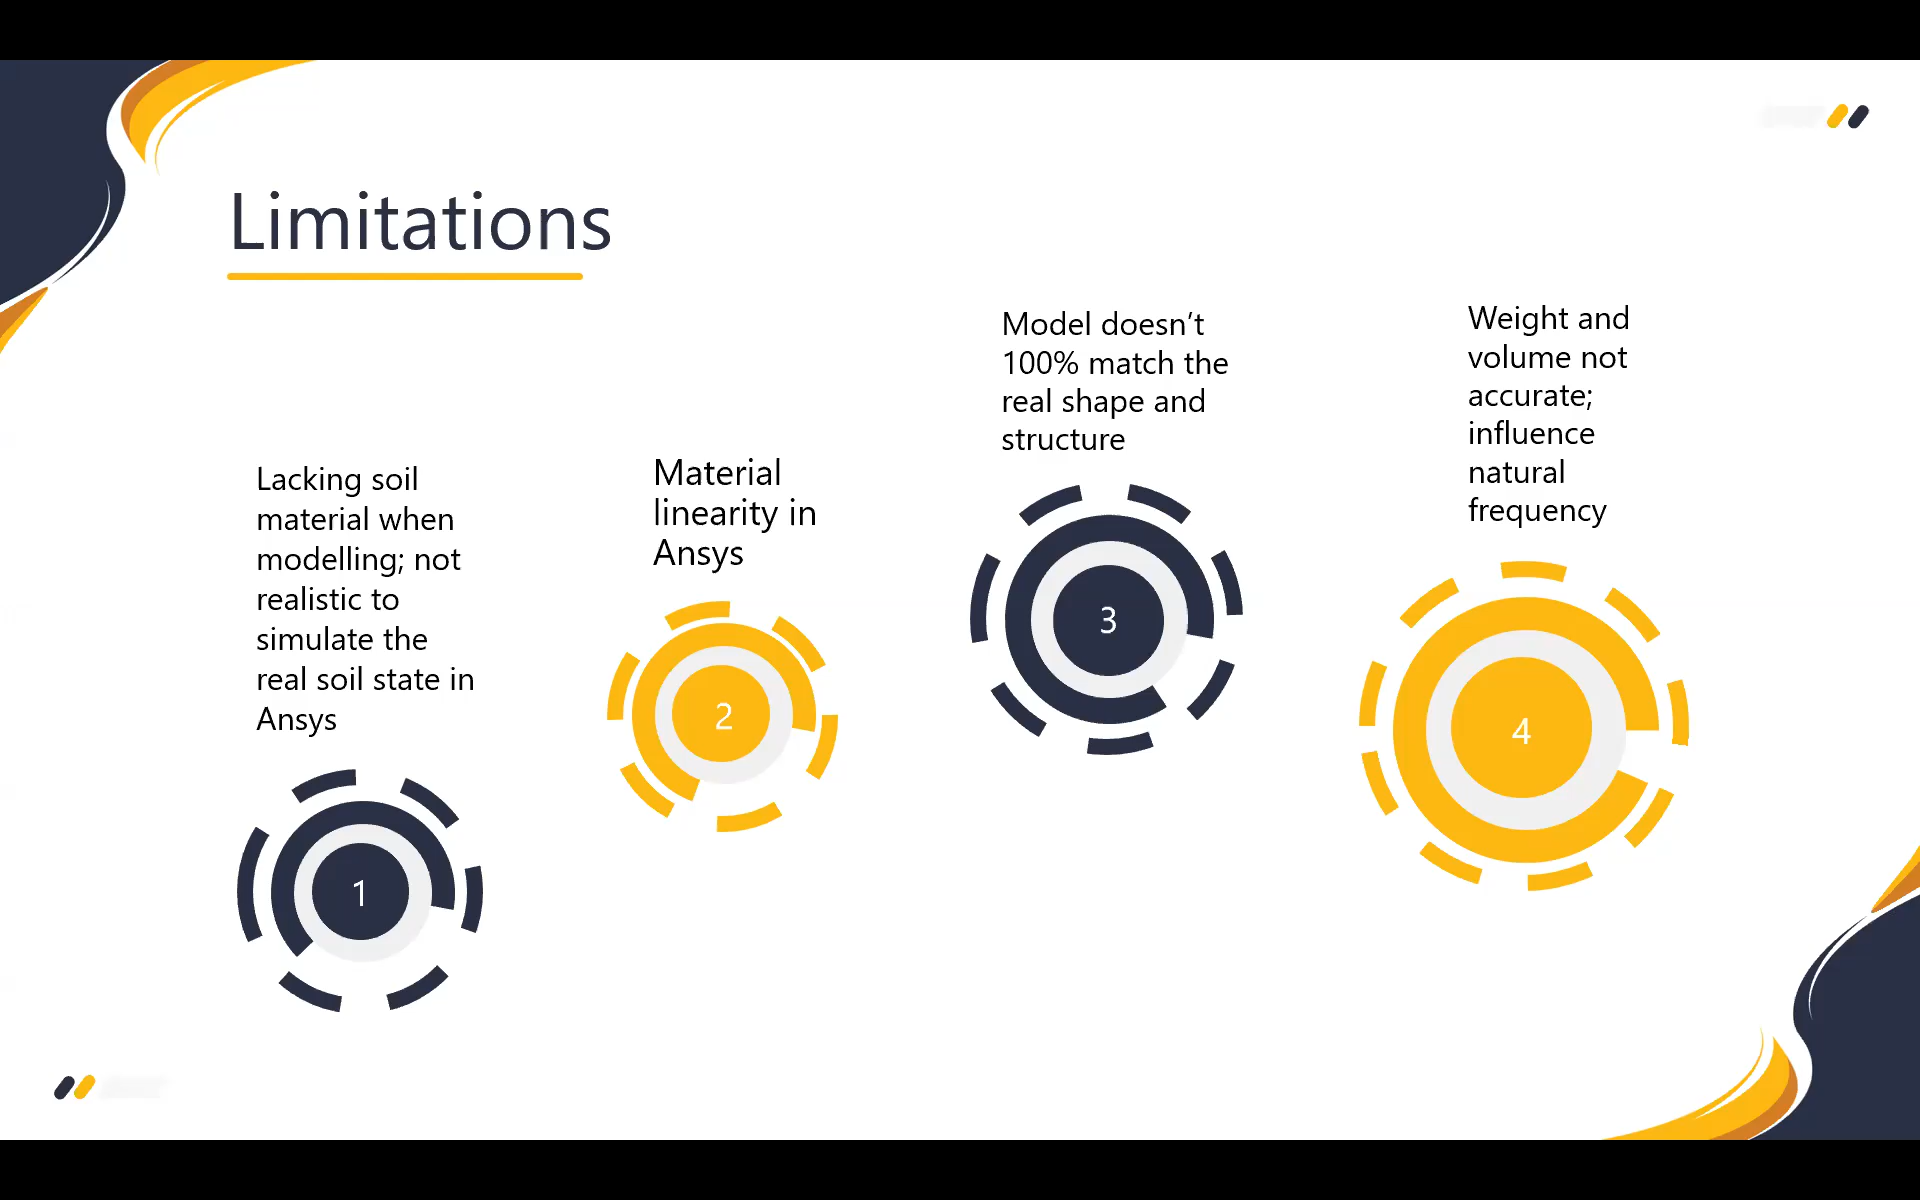 Limitations
Lacking soil
material when
modelling; not
realistic to
simulate the
real soil state in
Ansys
1
Material
linearity in
Ansys
2
Model doesn’t
100% match the
real shape and
structure
3
Weight and
volume not
accurate;
influence
natural
frequency
4